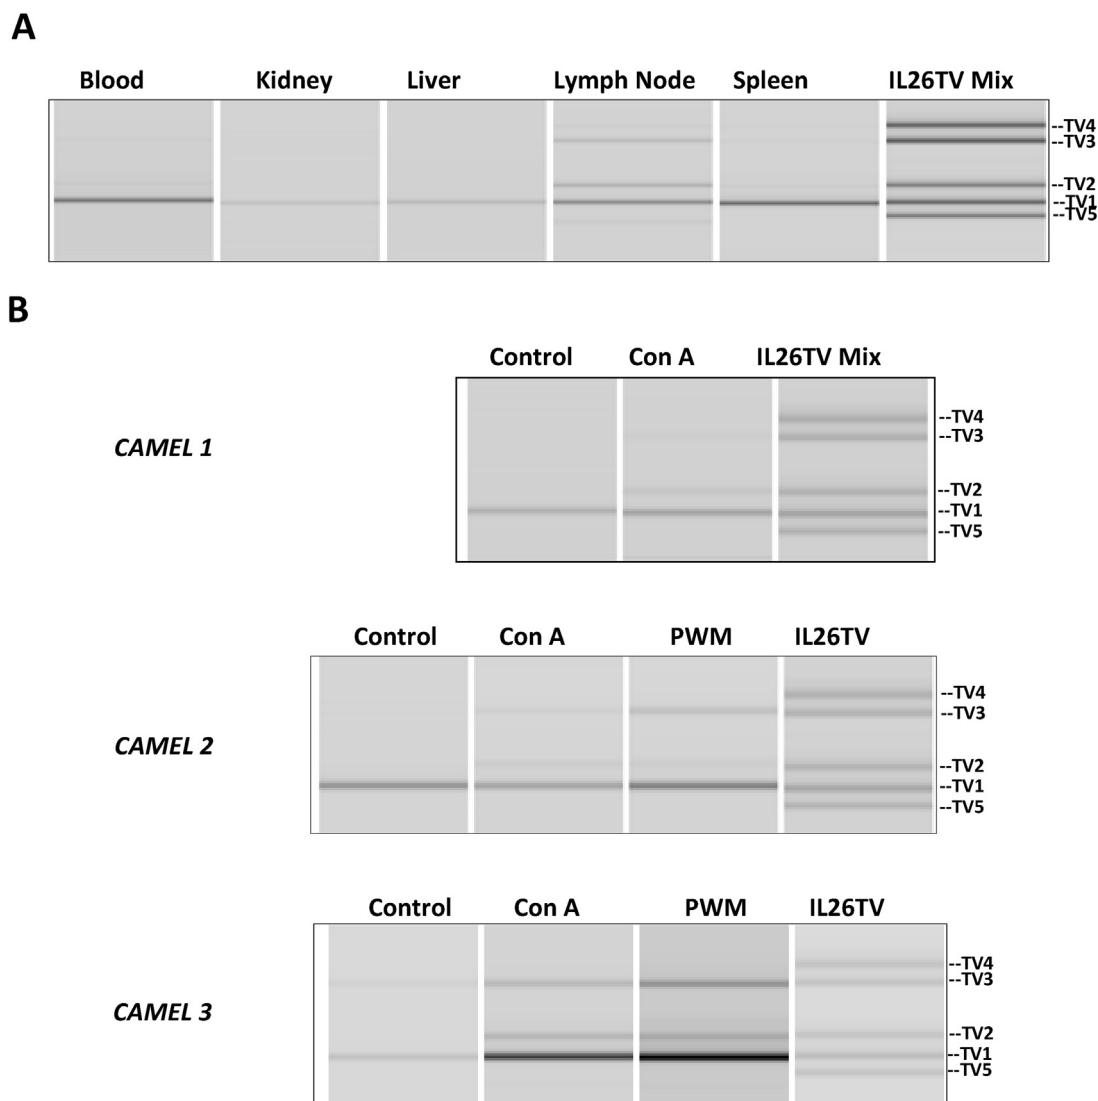 A
Blood Kidney Liver Lymph Node Spleen IL26TV Mix
--TV4
--TV3
--TV2
--TV1
--TV5
B
Control Con A IL26TV Mix
CAMEL 1
--TV4
--TV3
--TV2
--TV1
--TV5
Control Con A PWM IL26TV
CAMEL 2
--TV4
--TV3
--TV2
--TV1
--TV5
Control Con A PWM IL26TV
CAMEL 3
--TV4
--TV3
--TV2
--TV1
--TV5